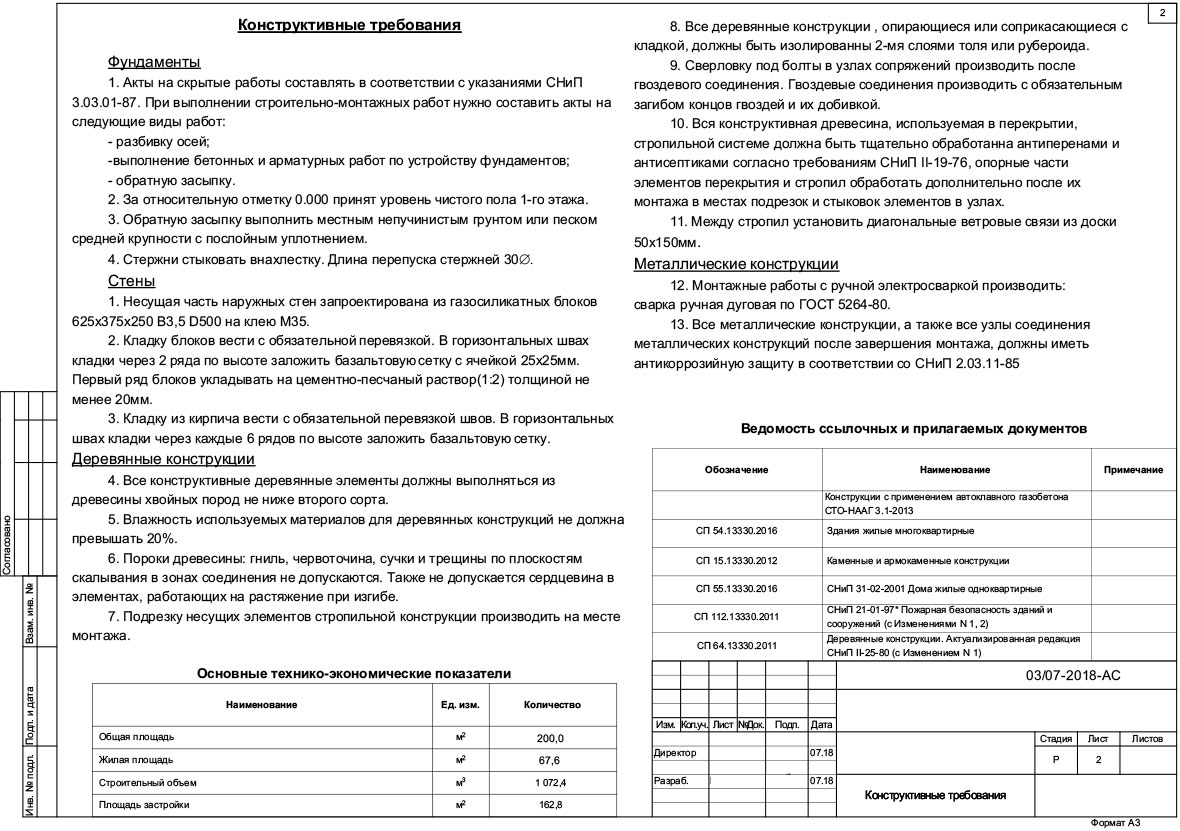 2
Конструктивные требования
Фундаменты
1. Акты на скрытые работы составлять в соответствии с указаниями СНиП
3.03.01-87. При выполнении строительно-монтажных работ нужно составить акты на
следующие виды работ:
- разбивку осей;
-выполнение бетонных и арматурных работ по устройству фундаментов;
- обратную засыпку.
2. За относительную отметку 0.000 принят уровень чистого пола 1-го этажа.
3. Обратную засыпку выполнить местным непучинистым грунтом или песком
средней крупности с послойным уплотнением.
4. Стержни стыковать внахлестку. Длина перепуска стержней 30∅.
Стены
1. Несущая часть наружных стен запроектирована из газосиликатных блоков
625x375x250 В3,5 D500 на клею М35.
2. Кладку блоков вести с обязательной перевязкой. В горизонтальных швах
кладки через 2 ряда по высоте заложить базальтовую сетку с ячейкой 25x25мм.
Первый ряд блоков укладывать на цементно-песчаный раствор(1:2) толщиной не
менее 20мм.
3. Кладку из кирпича вести с обязательной перевязкой швов. В горизонтальных
швах кладки через каждые 6 рядов по высоте заложить базальтовую сетку.
Деревянные конструкции
4. Все конструктивные деревянные элементы должны выполняться из
древесины хвойных пород не ниже второго сорта.
5. Влажность используемых материалов для деревянных конструкций не должна
превышать 20%.
6. Пороки древесины: гниль, червоточина, сучки и трещины по плоскостям
скалывания в зонах соединения не допускаются. Также не допускается сердцевина в
элементах, работающих на растяжение при изгибе.
7. Подрезку несущих элементов стропильной конструкции производить на месте
монтажа.
Основные технико-экономические показатели
Наименование Ед. изм. Количество
Общая площадь м² 200,0
Жилая площадь м² 67,6
Строительный объем м³ 1 072,4
Площадь застройки м² 162,8
8. Все деревянные конструкции , опирающиеся или соприкасающиеся с
кладкой, должны быть изолированны 2-мя слоями толя или рубероида.
9. Сверловку под болты в узлах сопряжений производить после
гвоздевого соединения. Гвоздевые соединения производить с обязательным
загибом концов гвоздей и их добивкой.
10. Вся конструктивная древесина, используемая в перекрытии,
стропильной системе должна быть тщательно обработанна антиперенами и
антисептиками согласно требованиям СНиП II-19-76, опорные части
элементов перекрытия и стропил обработать дополнительно после их
монтажа в местах подрезок и стыковок элементов в узлах.
11. Между стропил установить диагональные ветровые связи из доски
50x150мм.
Металлические конструкции
12. Монтажные работы с ручной электросваркой производить:
сварка ручная дуговая по ГОСТ 5264-80.
13. Все металлические конструкции, а также все узлы соединения
металлических конструкций после завершения монтажа, должны иметь
антикоррозийную защиту в соответствии со СНиП 2.03.11-85
Ведомость ссылочных и прилагаемых документов
Обозначение Наименование Примечание
Конструкции с применением автоклавного газобетона
СТО-НААГ 3.1-2013
СП 54.13330.2016 Здания жилые многоквартирные
СП 15.13330.2012 Каменные и армокаменные конструкции
СП 55.13330.2016 СНиП 31-02-2001 Дома жилые одноквартирные
СП 112.13330.2011 СНиП 21-01-97* Пожарная безопасность зданий и
сооружений (с Изменениями N 1, 2)
СП 64.13330.2011 Деревянные конструкции. Актуализированная редакция
СНиП II-25-80 (с Изменением N 1)
03/07-2018-АС
Изм. Кол.уч. Лист №Док. Подп. Дата
Директор 07.18
Разраб. 07.18
Стадия Лист Листов
Р 2
Конструктивные требования
Формат А3
Согласовано
Взам. инв. №
Подп. и дата
Инв. № подл.